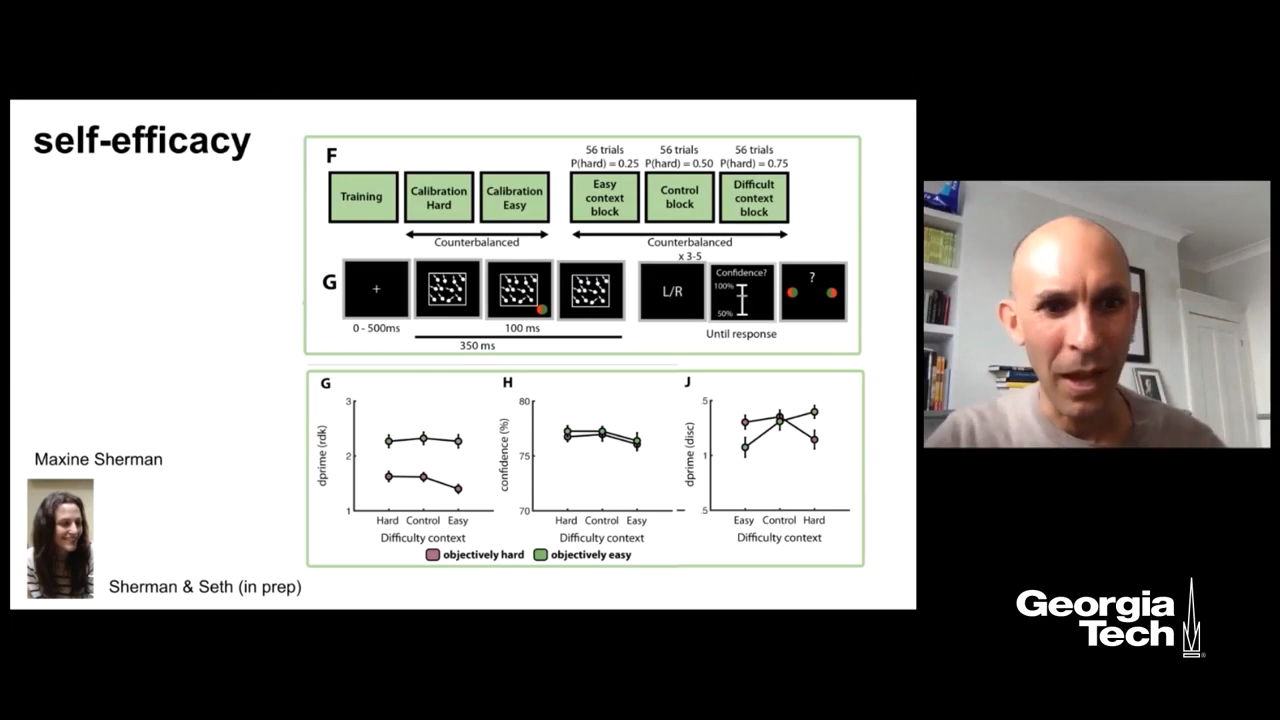 self-efficacy
F
Training
Calibration
Hard
Calibration
Easy
Counterbalanced
56 trials
P(hard) = 0.25
56 trials
P(hard) = 0.50
56 trials
P(hard) = 0.75
Easy
context
block
Control
block
Difficult
context
block
Counterbalanced
x 3-5
G
+
L/R
Confidence?
100%
50%
?
0 - 500ms
100 ms
350 ms
Until response
G
dprime (rdk)
3
2
1
Hard Control Easy
Difficulty context
H
confidence (%)
80
75
70
Hard Control Easy
Difficulty context
J
dprime (disc)
.5
1
.5
Easy Control Hard
Difficulty context
objectively hard objectively easy
Maxine Sherman
Sherman & Seth (in prep)
Georgia
Tech